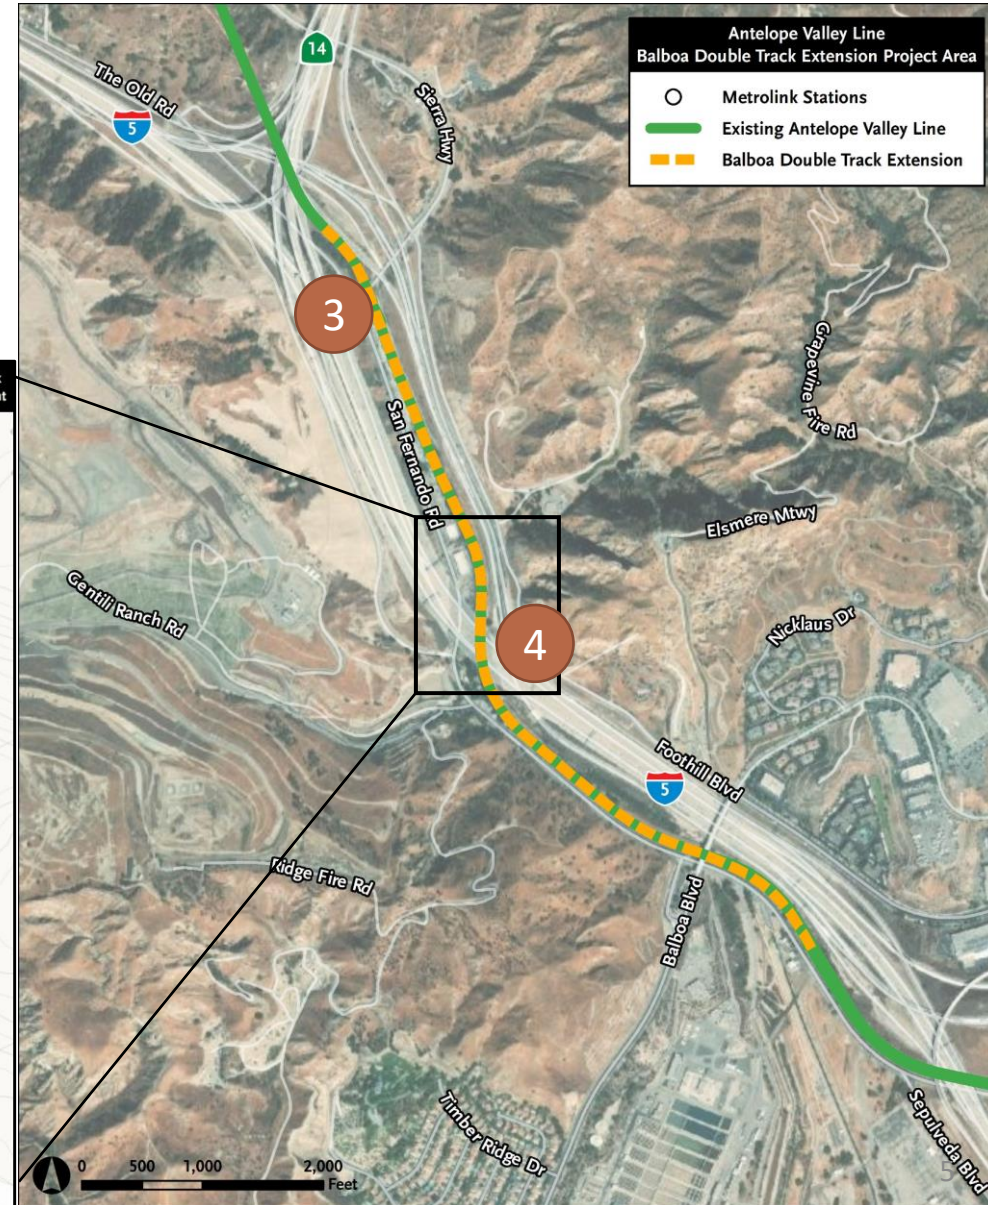 Antelope Valley Line
Balboa Double Track Extension Project Area
Metrolink Stations
Existing Antelope Valley Line
Balboa Double Track Extension
14
The Old Rd
5
Sierra Hwy
3
Grapevine Fire Rd
San Fernando Rd
Elsmere Mtwy
Gentili Ranch Rd
Nicklaus Dr
4
Foothill Blvd
5
Ridge Fire Rd
Balboa Blvd
Timber Ridge Dr
Sepulveda Blvd
0 500 1,000 2,000
Feet
5